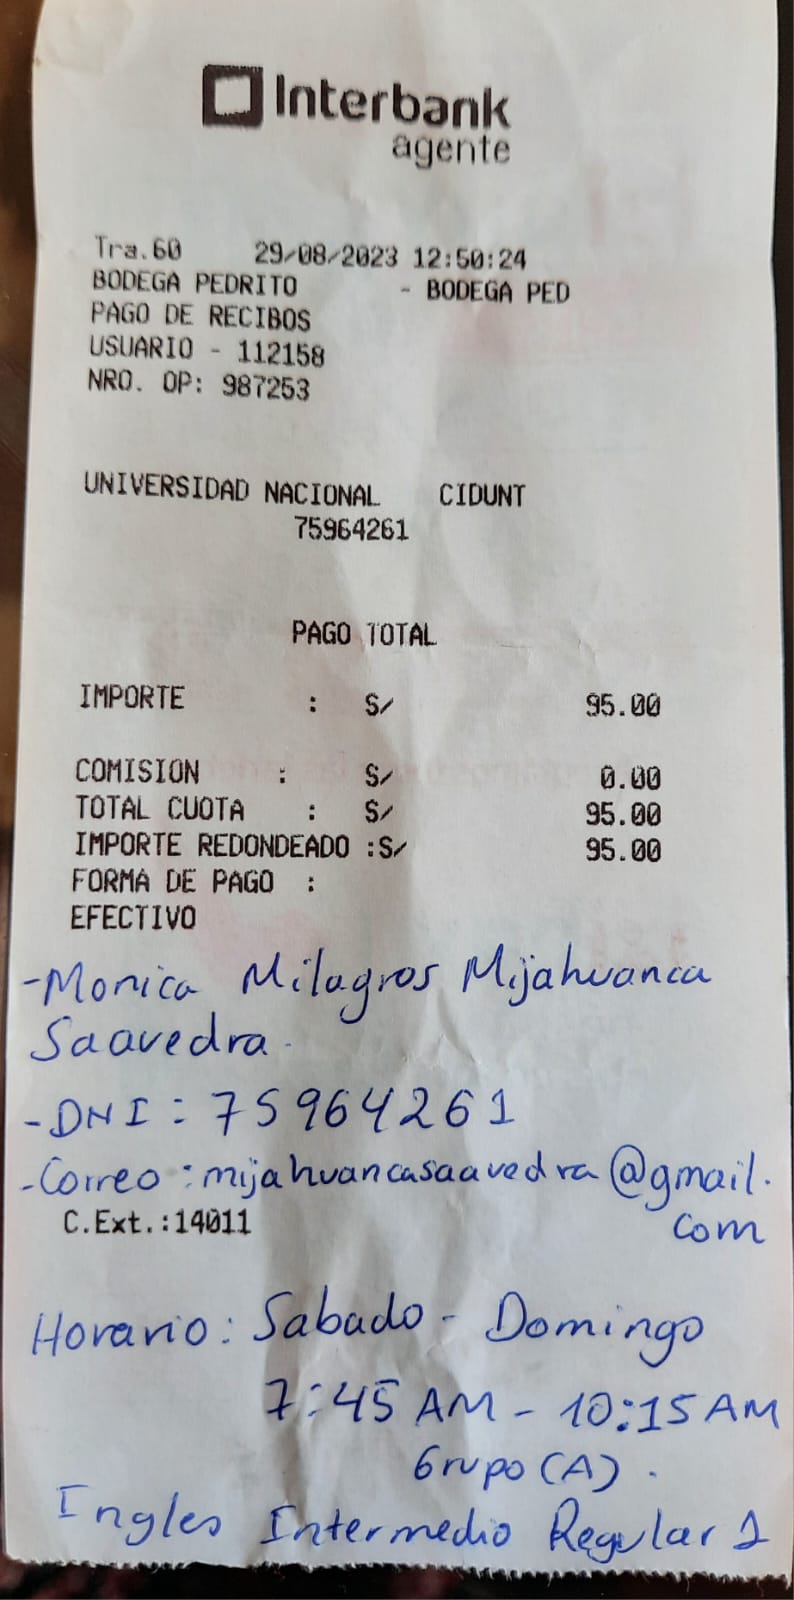 Interbank
agente
Tra.60 29/08/2023 12:50:24
BODEGA PEDRITO - BODEGA PED
PAGO DE RECIBOS
USUARIO - 112158
NRO. OP: 987253
UNIVERSIDAD NACIONAL CIDUNT
75964261
PAGO TOTAL
IMPORTE : S/ 95.00
COMISION : S/ 0.00
TOTAL CUOTA : S/ 95.00
IMPORTE REDONDEADO :S/ 95.00
FORMA DE PAGO :
EFECTIVO
-Monica Milagros Mijahuanca
Saavedra.
-DNI: 75964261
-Correo: mijahuancasaavedra@gmail.
com
C.Ext.:14011
Horario: Sabado - Domingo
7:45 AM - 10:15 AM
Grupo (A).
Ingles Intermedio Regular 1